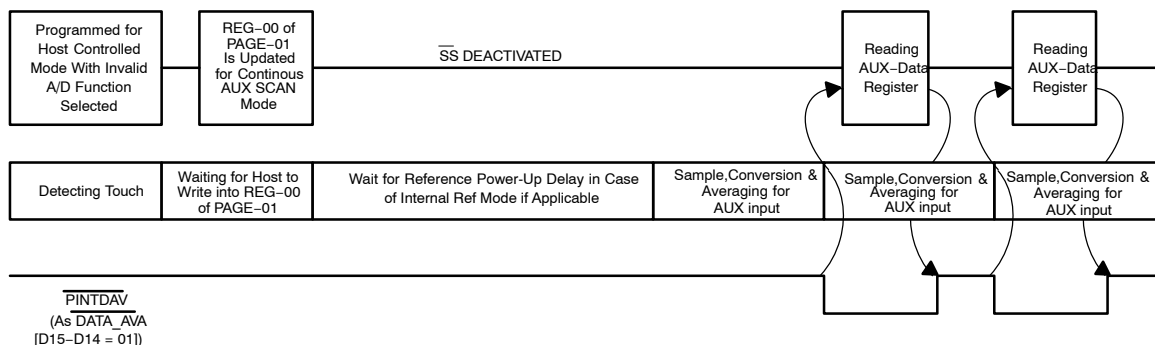 Programmed for
Host Controlled
Mode With Invalid
A/D Function
Selected
REG−00 of
PAGE−01
Is Updated
for Continous
AUX SCAN
Mode
SS DEACTIVATED
Reading
AUX−Data
Register
Reading
AUX−Data
Register
Detecting Touch
Waiting for Host to
Write into REG−00
of PAGE−01
Wait for Reference Power-Up Delay in Case
of Internal Ref Mode if Applicable
Sample,Conversion &
Averaging for
AUX input
Sample,Conversion &
Averaging for
AUX input
Sample,Conversion &
Averaging for
AUX input
PINTDAV
(As DATA_AVA
[D15−D14 = 01])